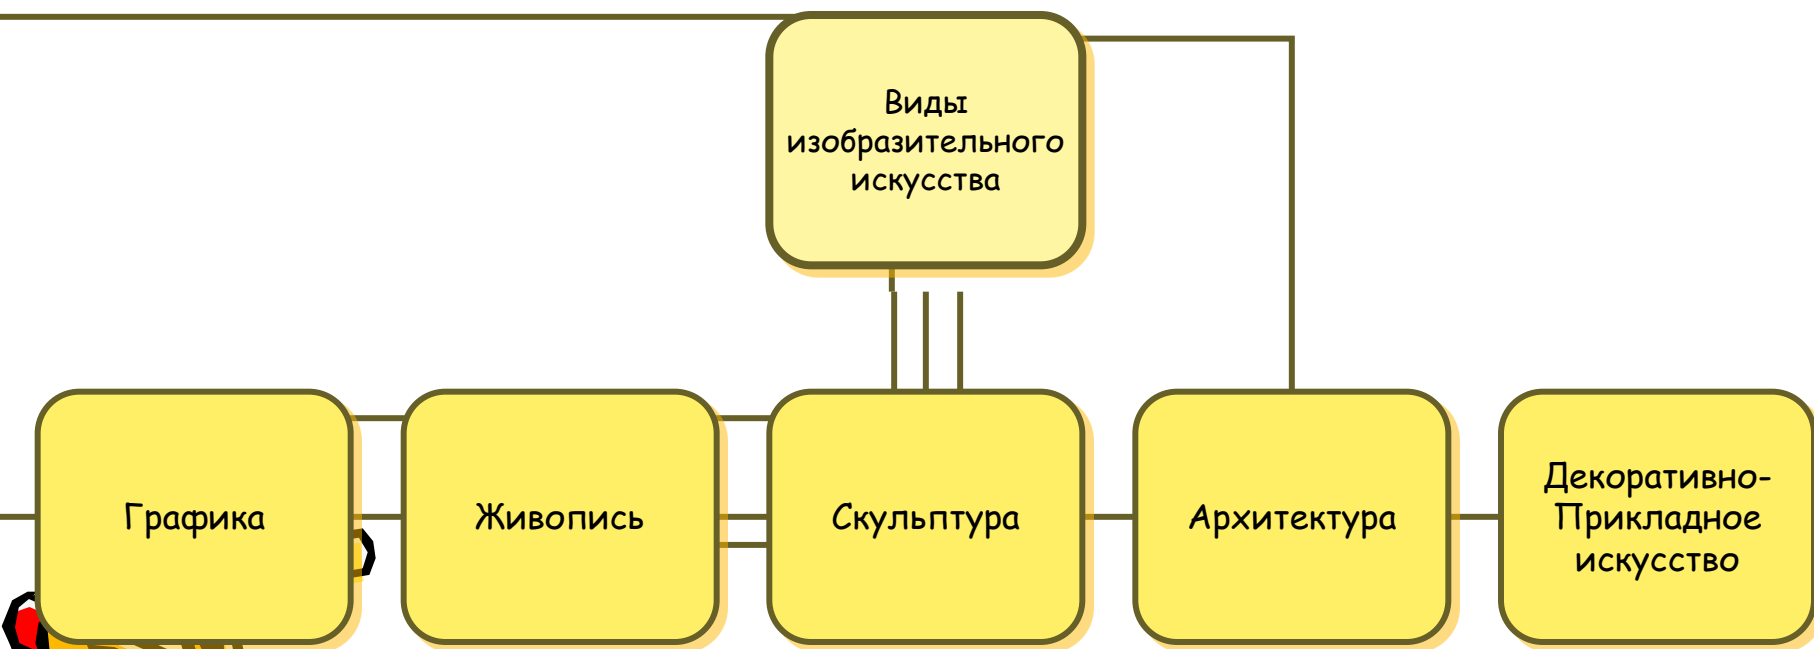 Виды
изобразительного
искусства
Графика
Живопись
Скульптура
Архитектура
Декоративно-
Прикладное
искусство